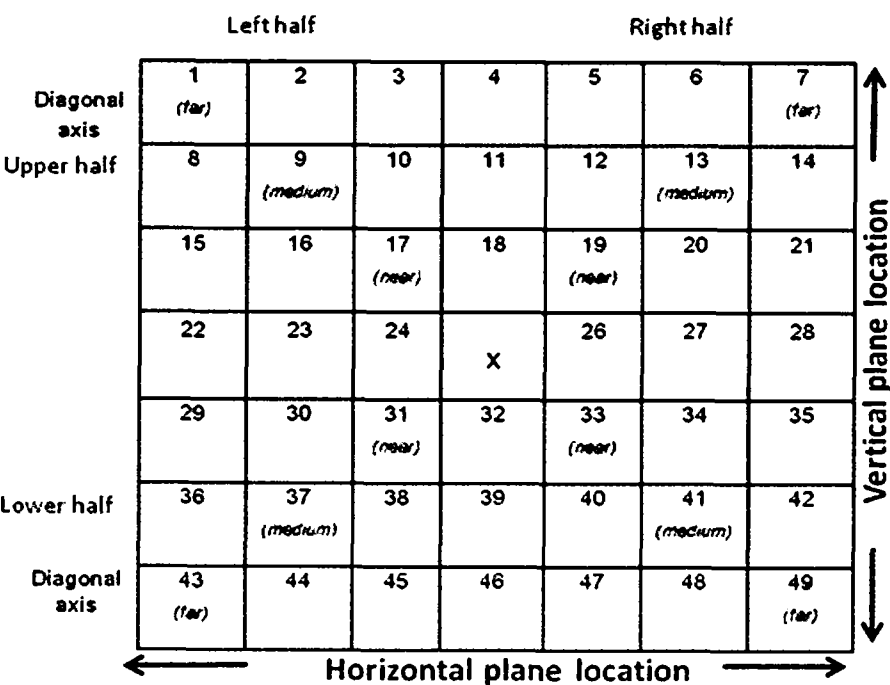 Left half Right half
1 2 3 4 5 6 7
Diagonal axis
(far) (far)
Upper half
8 9 10 11 12 13 14
(medium) (medium)
15 16 17 18 19 20 21
(near) (near)
22 23 24 26 27 28
X
29 30 31 32 33 34 35
(near) (near)
Lower half
36 37 38 39 40 41 42
(medium) (medium)
Diagonal axis
43 44 45 46 47 48 49
(far) (far)
Horizontal plane location
Vertical plane location